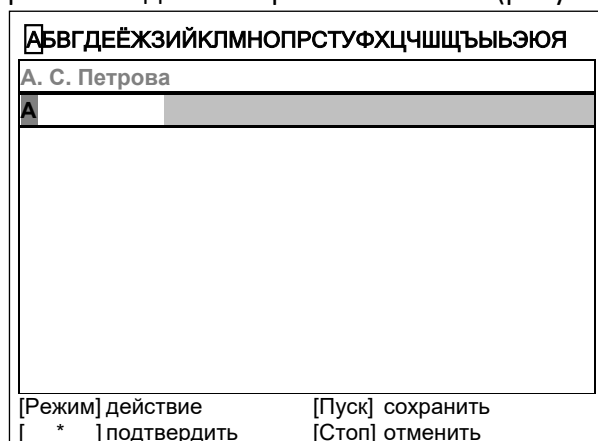 АБВГДЕЁЖЗИЙКЛМНОПРСТУФХЦЧШЩЪЫЬЭЮЯ
А. С. Петрова
А
[Режим] действие [Пуск] сохранить
[ * ] подтвердить [Стоп] отменить